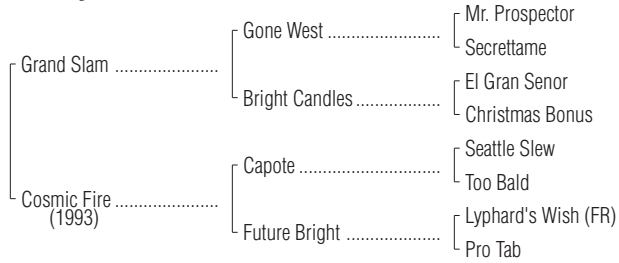 Mr. Prospector
Gone West .....................
Secrettame
Grand Slam ....................
El Gran Senor
Bright Candles ................
Christmas Bonus
Seattle Slew
Capote ..........................
Too Bald
Cosmic Fire ....................
(1993)
Lyphard's Wish (FR)
Future Bright ..................
Pro Tab